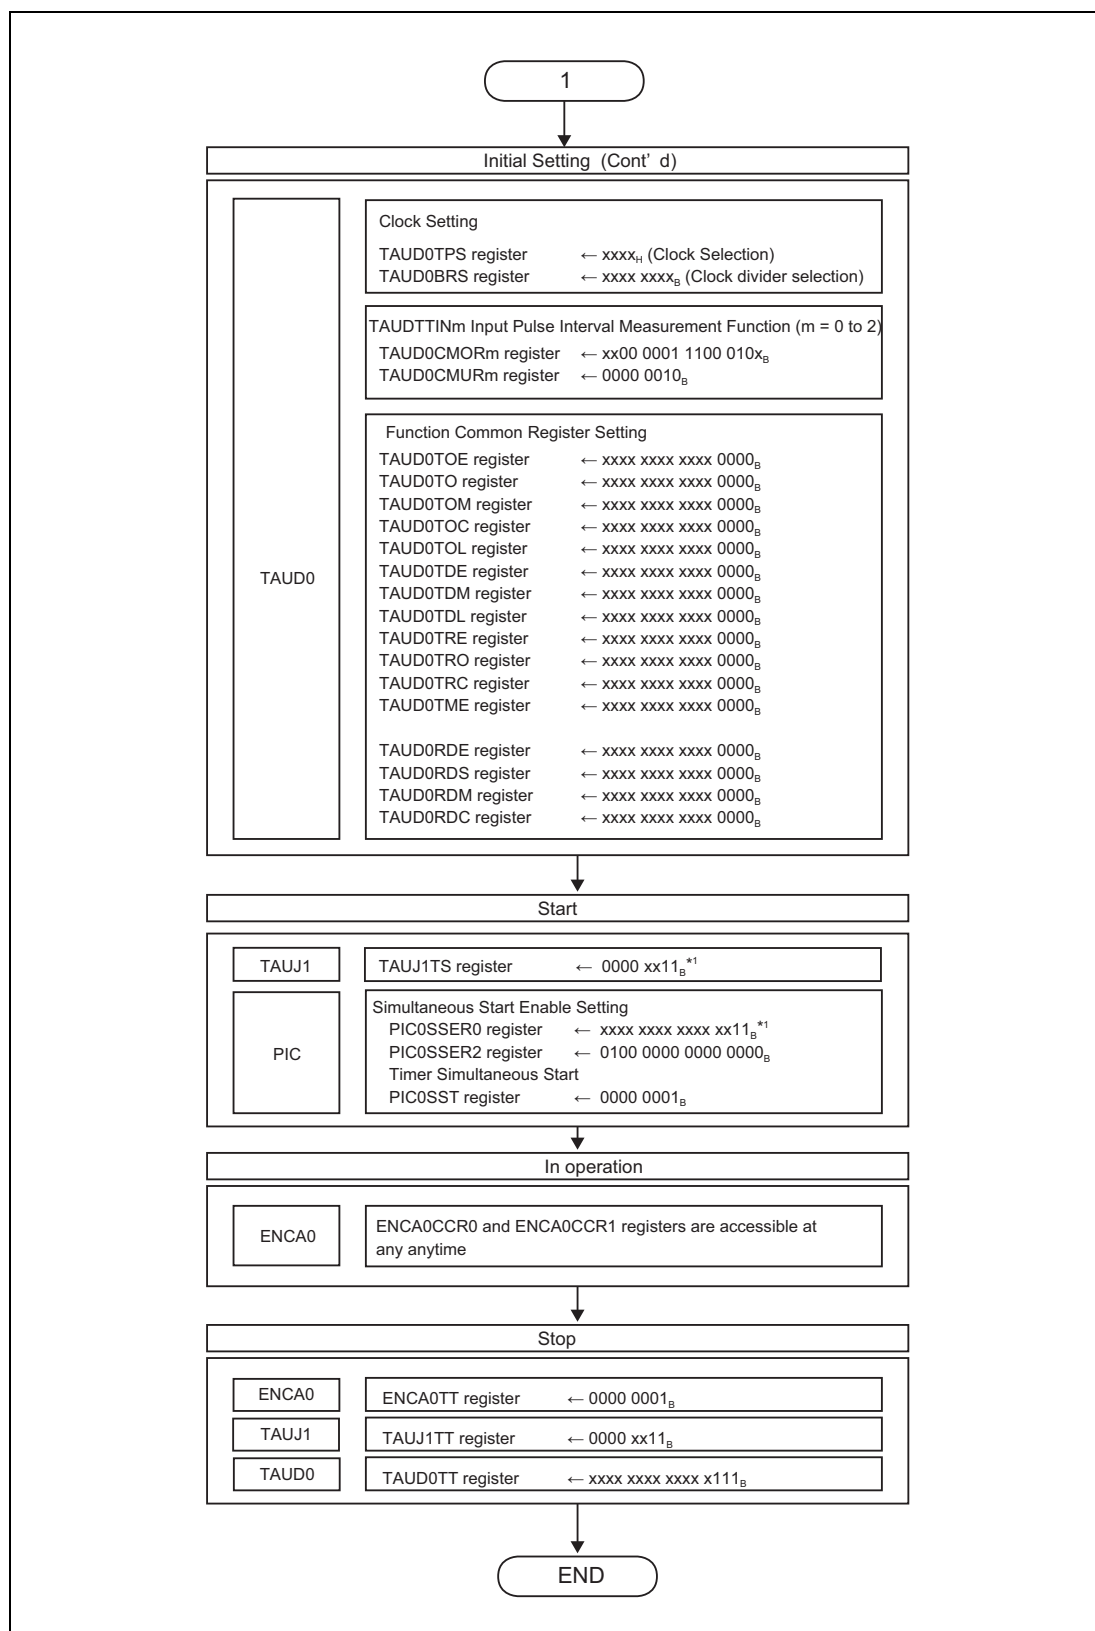 1
Initial Setting (Cont’ d)
TAUD0
Clock Setting
TAUD0TPS register ← xxxxH (Clock Selection)
TAUD0BRS register ← xxxx xxxxB (Clock divider selection)
TAUDTTINm Input Pulse Interval Measurement Function (m = 0 to 2)
TAUD0CMORm register ← xx00 0001 1100 010xB
TAUD0CMURm register ← 0000 0010B
Function Common Register Setting
TAUD0TOE register ← xxxx xxxx xxxx 0000B
TAUD0TO register ← xxxx xxxx xxxx 0000B
TAUD0TOM register ← xxxx xxxx xxxx 0000B
TAUD0TOC register ← xxxx xxxx xxxx 0000B
TAUD0TOL register ← xxxx xxxx xxxx 0000B
TAUD0TDE register ← xxxx xxxx xxxx 0000B
TAUD0TDM register ← xxxx xxxx xxxx 0000B
TAUD0TDL register ← xxxx xxxx xxxx 0000B
TAUD0TRE register ← xxxx xxxx xxxx 0000B
TAUD0TRO register ← xxxx xxxx xxxx 0000B
TAUD0TRC register ← xxxx xxxx xxxx 0000B
TAUD0TME register ← xxxx xxxx xxxx 0000B
TAUD0RDE register ← xxxx xxxx xxxx 0000B
TAUD0RDS register ← xxxx xxxx xxxx 0000B
TAUD0RDM register ← xxxx xxxx xxxx 0000B
TAUD0RDC register ← xxxx xxxx xxxx 0000B
Start
TAUJ1
TAUJ1TS register ← 0000 xx11B*1
PIC
Simultaneous Start Enable Setting
PIC0SSER0 register ← xxxx xxxx xxxx xx11B*1
PIC0SSER2 register ← 0100 0000 0000 0000B
Timer Simultaneous Start
PIC0SST register ← 0000 0001B
In operation
ENCA0
ENCA0CCR0 and ENCA0CCR1 registers are accessible at
any anytime
Stop
ENCA0
ENCA0TT register ← 0000 0001B
TAUJ1
TAUJ1TT register ← 0000 xx11B
TAUD0
TAUD0TT register ← xxxx xxxx xxxx x111B
END